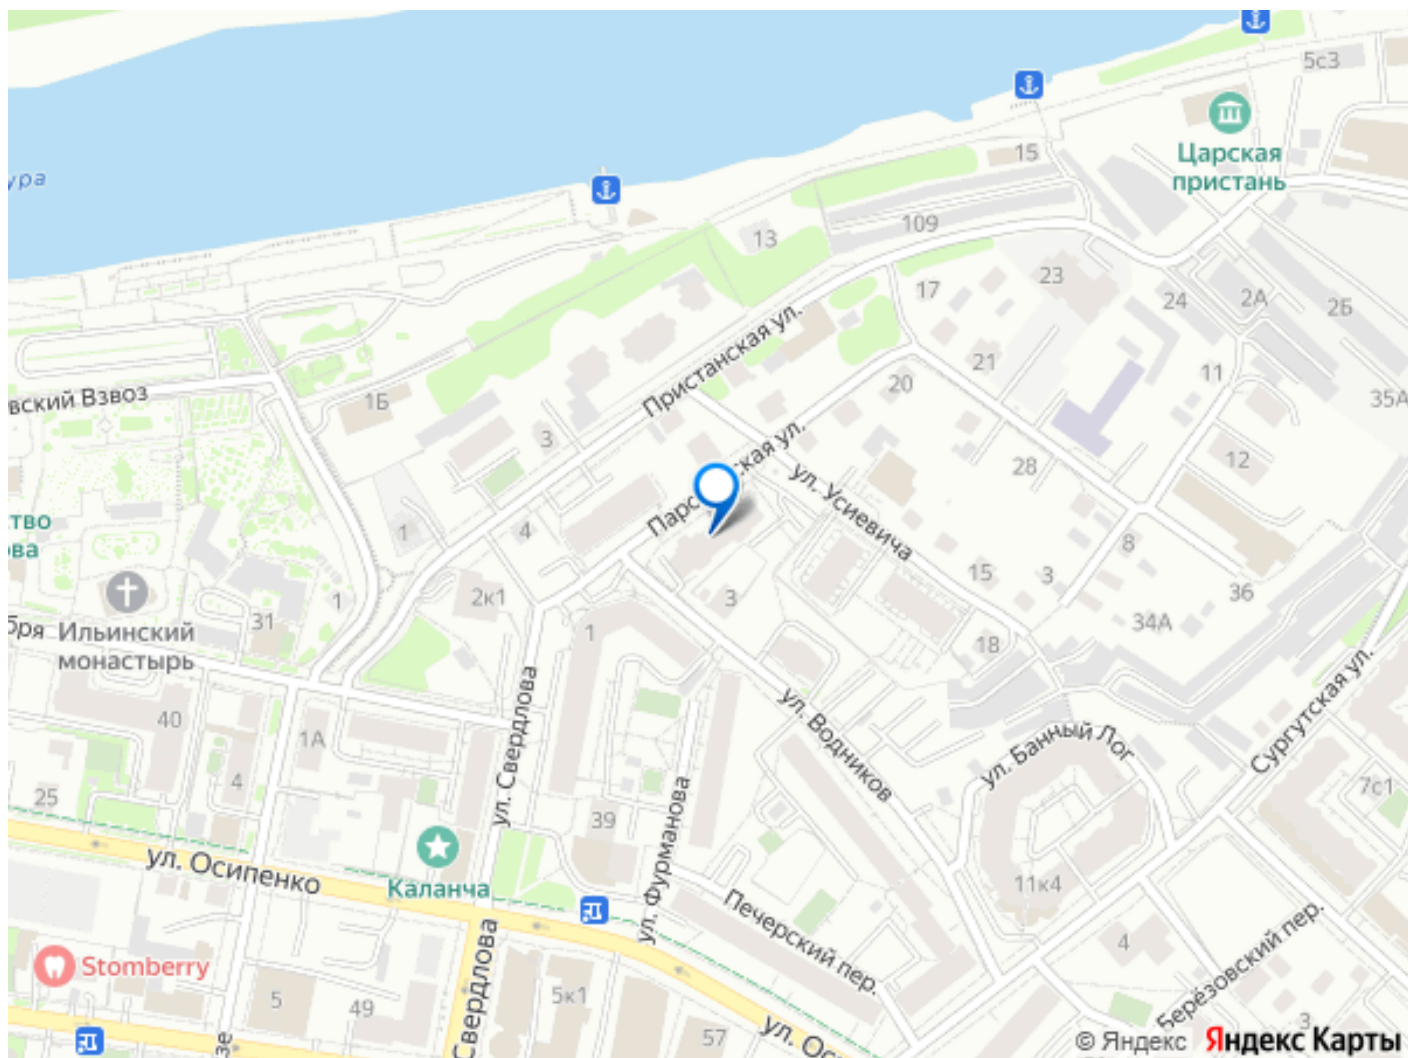 5с3
Царская
пристань
15
ура
109
13
17
23
24
2А
2Б
Пристанская ул.
21
11
35А
20
вский Взвоз
1Б
3
12
28
ская ул.
ул. Усиевича
Парс
тво
ова
1
4
8
15
3
36
2к1
3
1
31
1
34А
18
бря
Ильинский
монастырь
ул. Свердлова
ул. Водников
ул. Банный Лог
Сургутская ул.
40
1А
4
25
39
7с1
ул. Фурманова
ул. Осипенко
Каланча
11к4
Печерский пер.
4
Берёзовский пер.
Свердлова
Stomberry
5
49
5к1
57
ул. Ос
3
зе
© Яндекс Яндекс Карты